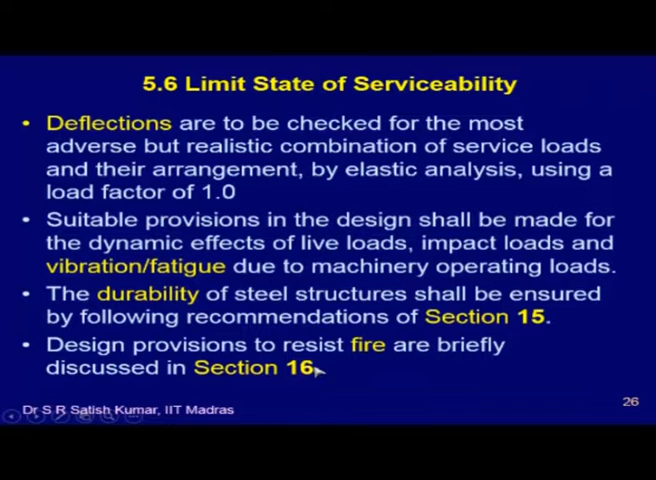 5.6 Limit State of Serviceability
• Deflections are to be checked for the most
adverse but realistic combination of service loads
and their arrangement, by elastic analysis, using a
load factor of 1.0
• Suitable provisions in the design shall be made for
the dynamic effects of live loads, impact loads and
vibration/fatigue due to machinery operating loads.
• The durability of steel structures shall be ensured
by following recommendations of Section 15.
• Design provisions to resist fire are briefly
discussed in Section 16.
Dr S R Satish Kumar, IIT Madras
26